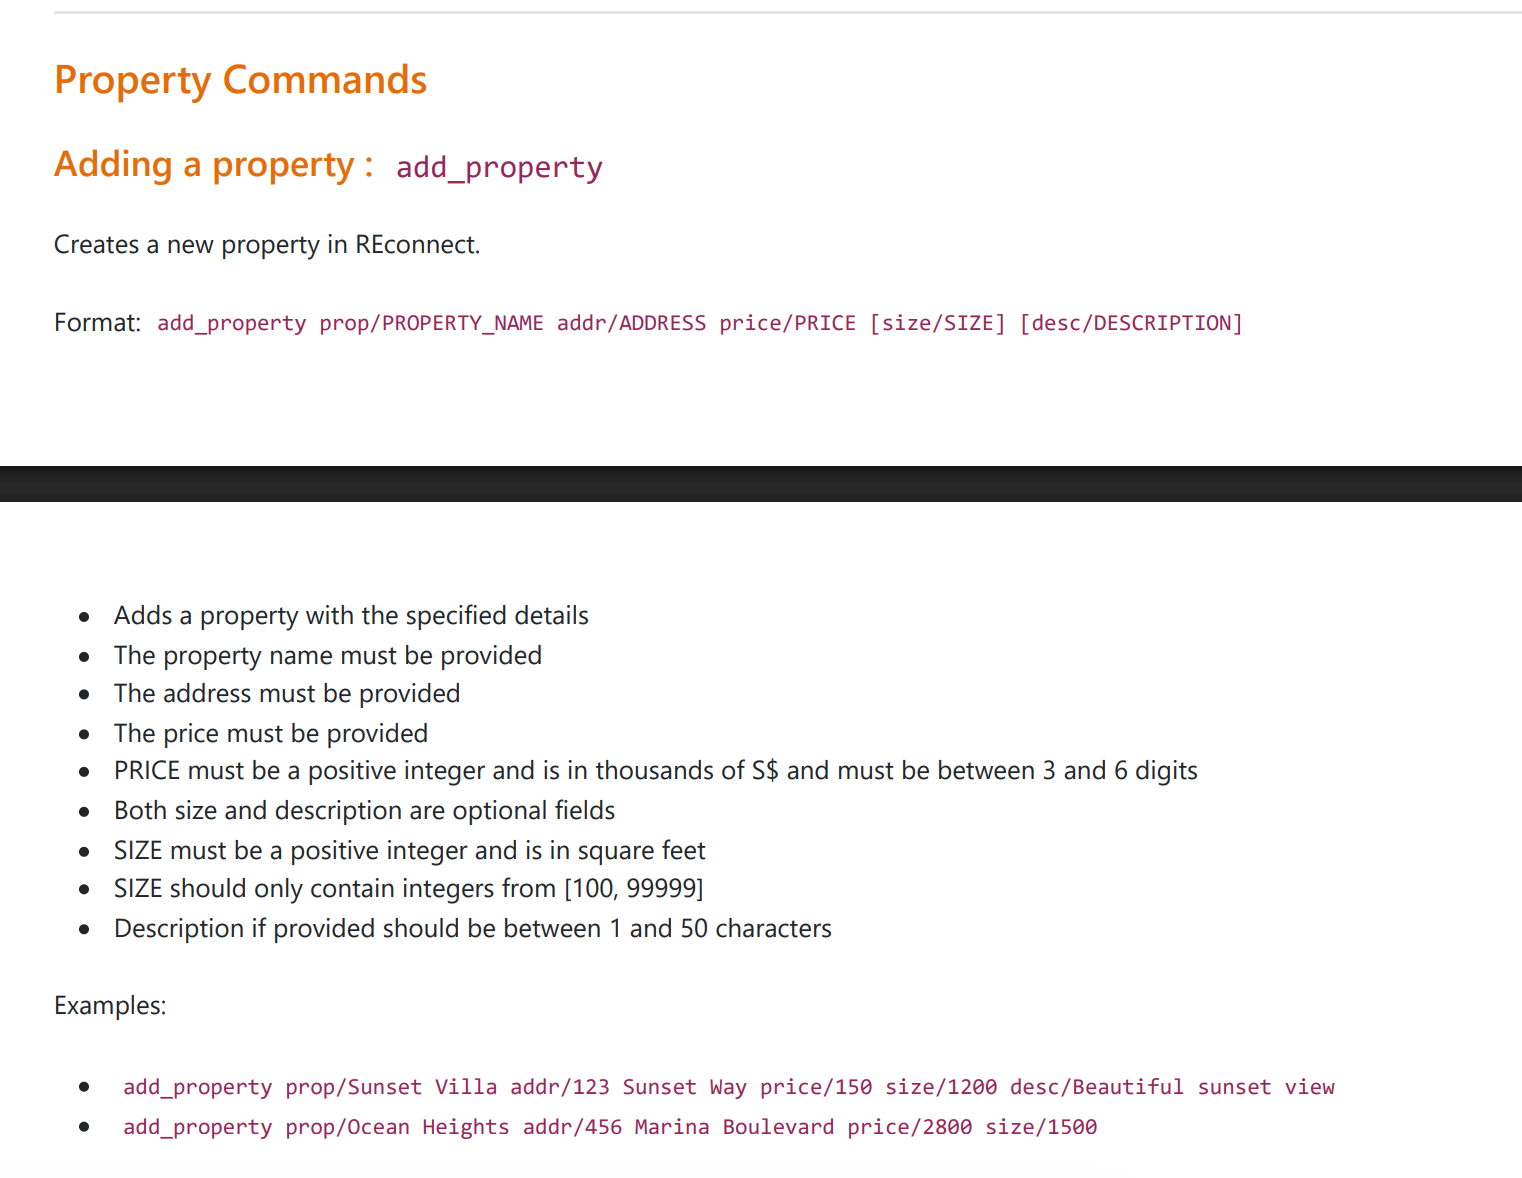 Property Commands
Adding a property : add_property
Creates a new property in REconnect.
Format: add_property prop/PROPERTY_NAME addr/ADDRESS price/PRICE [size/SIZE] [desc/DESCRIPTION]
• Adds a property with the specified details
• The property name must be provided
• The address must be provided
• The price must be provided
• PRICE must be a positive integer and is in thousands of S$ and must be between 3 and 6 digits
• Both size and description are optional fields
• SIZE must be a positive integer and is in square feet
• SIZE should only contain integers from [100, 99999]
• Description if provided should be between 1 and 50 characters
Examples:
• add_property prop/Sunset Villa addr/123 Sunset Way price/150 size/1200 desc/Beautiful sunset view
• add_property prop/Ocean Heights addr/456 Marina Boulevard price/2800 size/1500